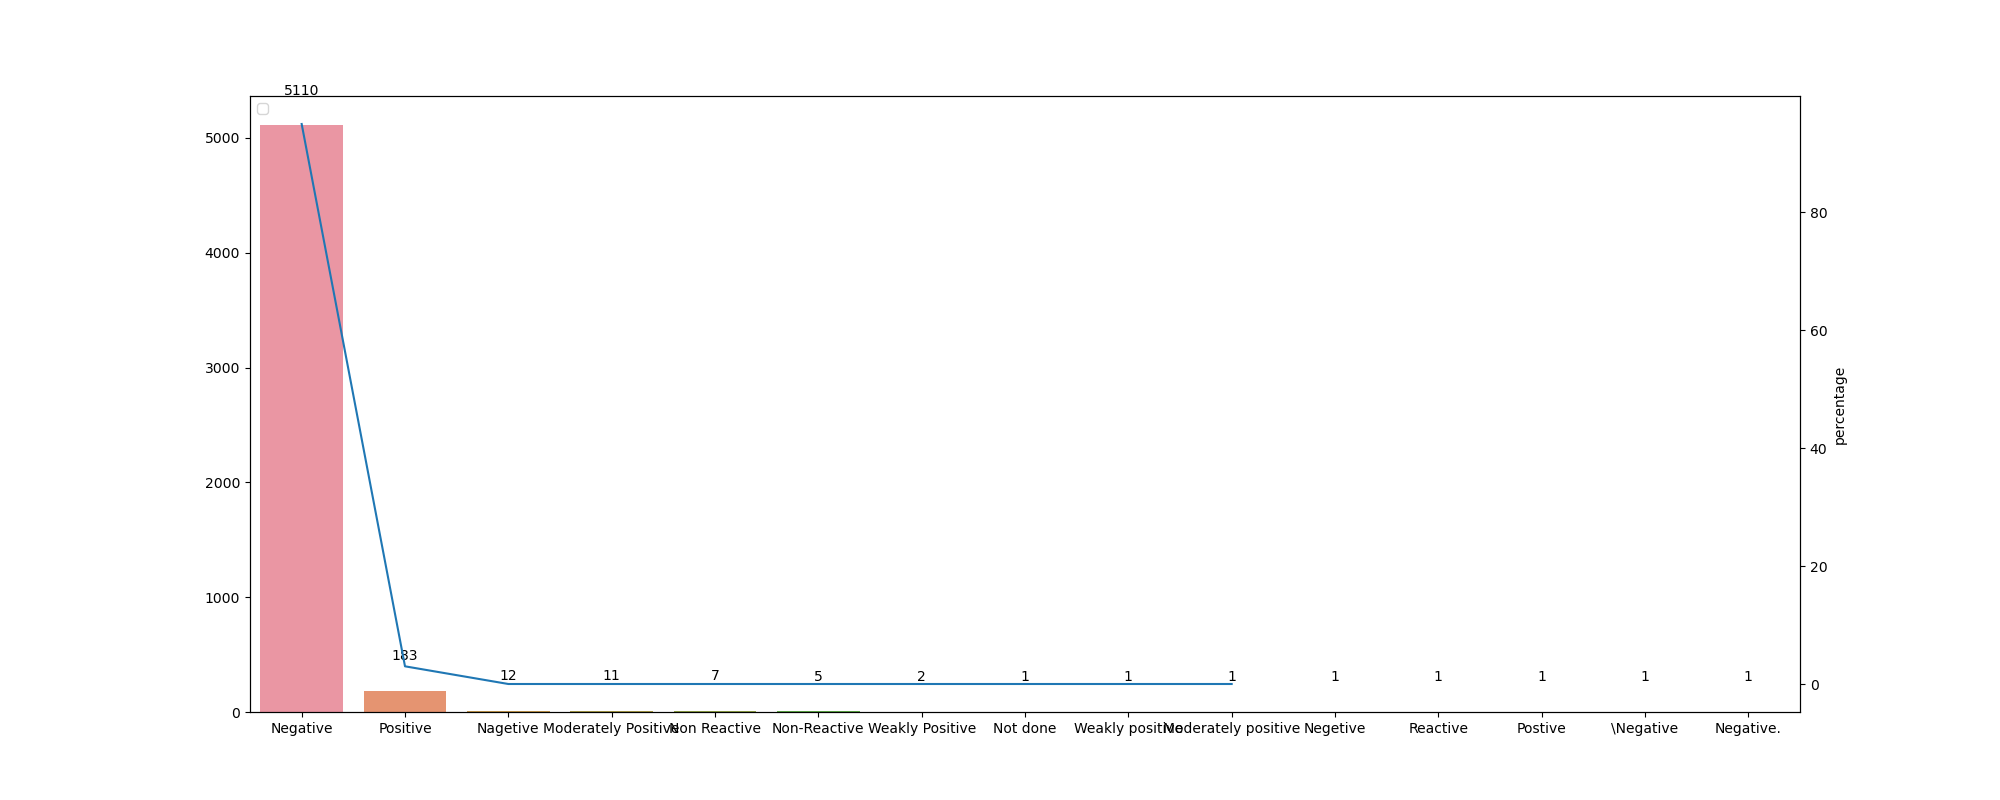 5110
5000
4000
3000
2000
1000
0
80
60
40
20
0
percentage
183
12
11
7
5
2
1
1
1
1
1
1
1
1
Negative
Positive
Nagetive
Moderately Positive
Non Reactive
Non-Reactive
Weakly Positive
Not done
Weakly positive
Moderately positive
Negetive
Reactive
Postive
\Negative
Negative.